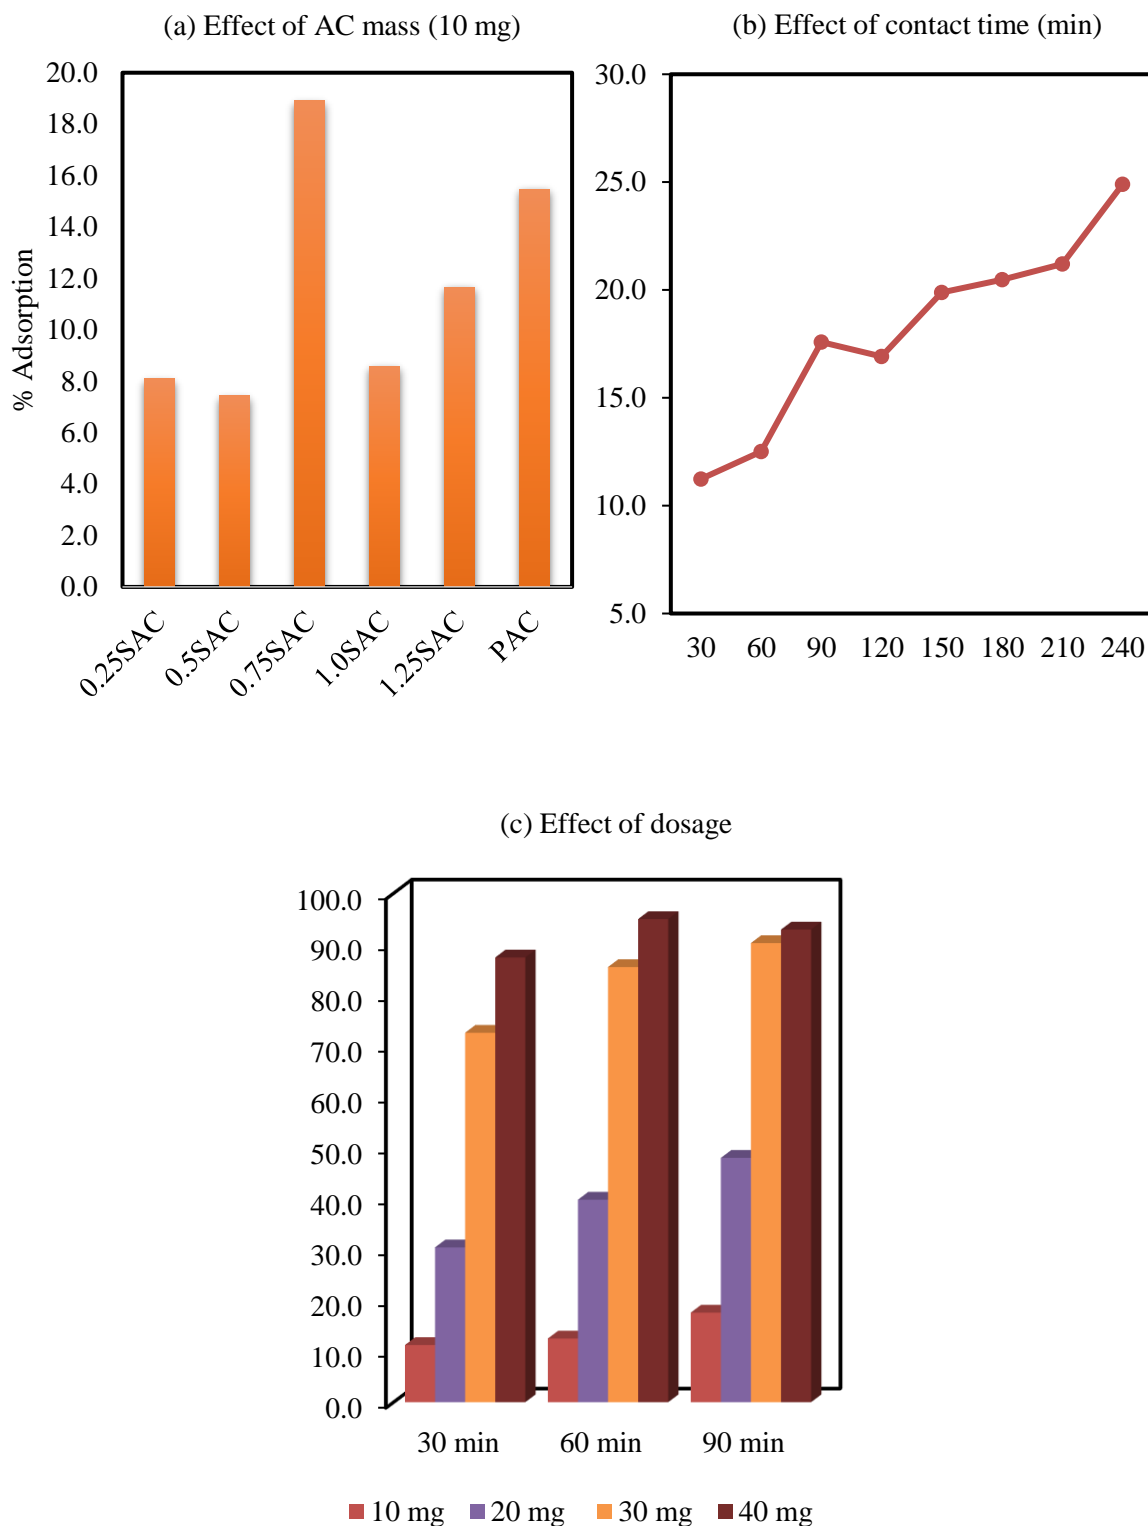 (a) Effect of AC mass (10 mg)
% Adsorption
20.0
18.0
16.0
14.0
12.0
10.0
8.0
6.0
4.0
2.0
0.0
0.25SAC
0.5SAC
0.75SAC
1.0SAC
1.25SAC
PAC
(b) Effect of contact time (min)
30.0
25.0
20.0
15.0
10.0
5.0
30 60 90 120 150 180 210 240
(c) Effect of dosage
100.0
90.0
80.0
70.0
60.0
50.0
40.0
30.0
20.0
10.0
0.0
30 min 60 min 90 min
10 mg 20 mg 30 mg 40 mg